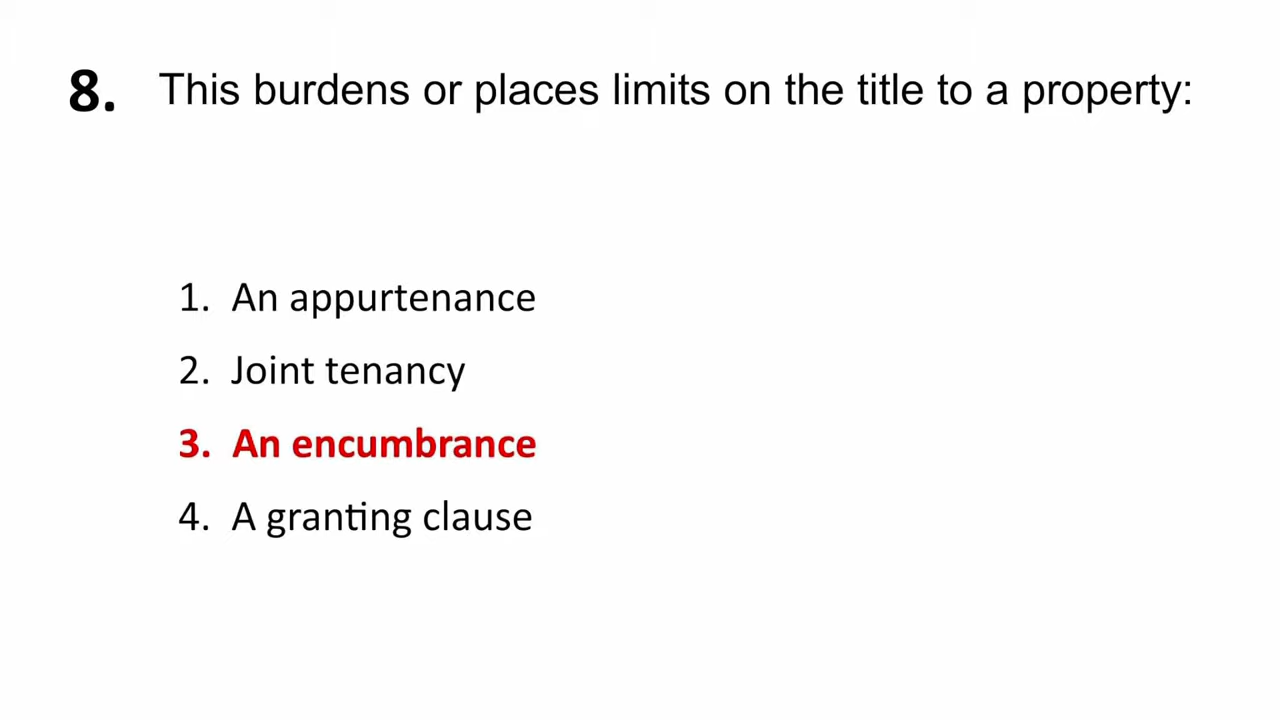 8. This burdens or places limits on the title to a property:
1. An appurtenance
2. Joint tenancy
3. An encumbrance
4. A granting clause